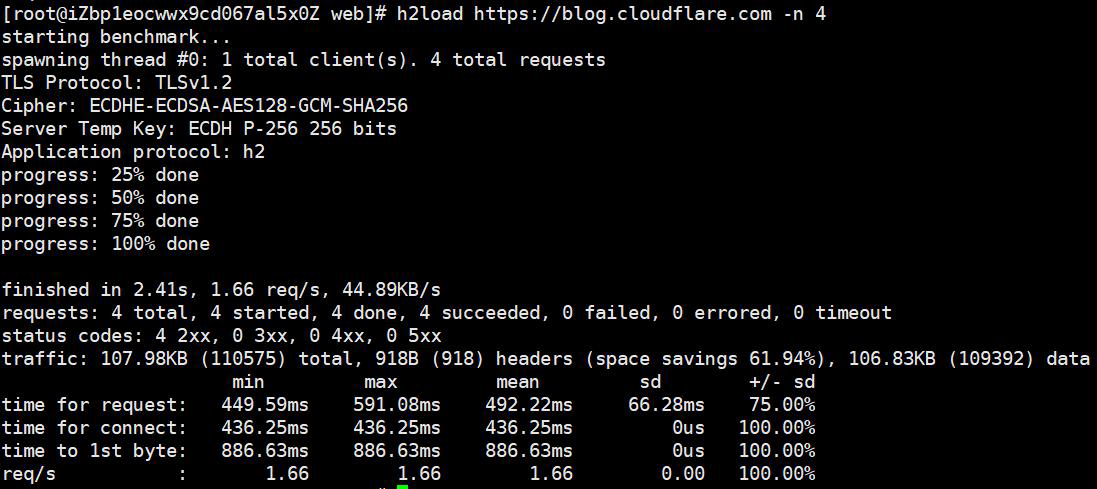 [root@iZbp1eocwwx9cd067al5x0Z web]# h2load https://blog.cloudflare.com -n 4
starting benchmark...
spawning thread #0: 1 total client(s). 4 total requests
TLS Protocol: TLSv1.2
Cipher: ECDHE-ECDSA-AES128-GCM-SHA256
Server Temp Key: ECDH P-256 256 bits
Application protocol: h2
progress: 25% done
progress: 50% done
progress: 75% done
progress: 100% done

finished in 2.41s, 1.66 req/s, 44.89KB/s
requests: 4 total, 4 started, 4 done, 4 succeeded, 0 failed, 0 errored, 0 timeout
status codes: 4 2xx, 0 3xx, 0 4xx, 0 5xx
traffic: 107.98KB (110575) total, 918B (918) headers (space savings 61.94%), 106.83KB (109392) data
                     min         max         mean         sd        +/- sd
time for request:   449.59ms    591.08ms    492.22ms     66.28ms    75.00%
time for connect:   436.25ms    436.25ms    436.25ms         0us   100.00%
time to 1st byte:   886.63ms    886.63ms    886.63ms         0us   100.00%
req/s           :       1.66        1.66        1.66        0.00   100.00%